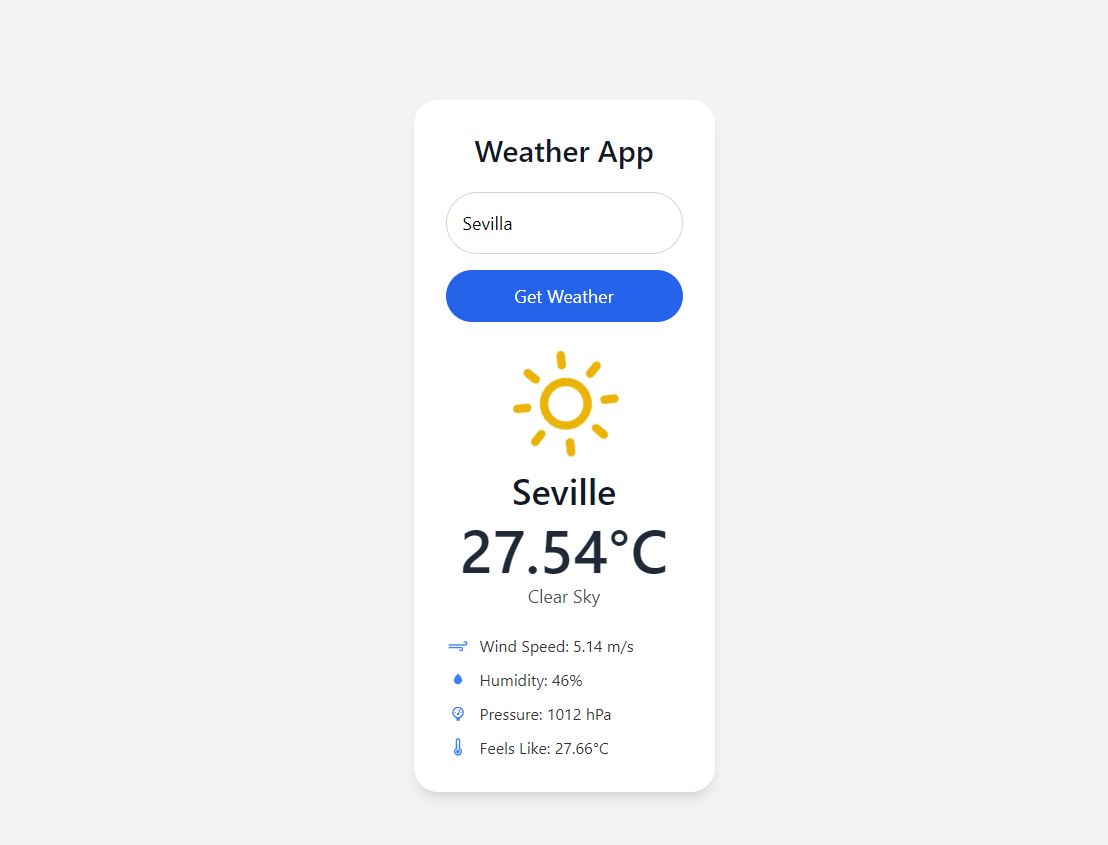 Weather App
Sevilla
Get Weather
Seville
27.54°C
Clear Sky
Wind Speed: 5.14 m/s
Humidity: 46%
Pressure: 1012 hPa
Feels Like: 27.66°C